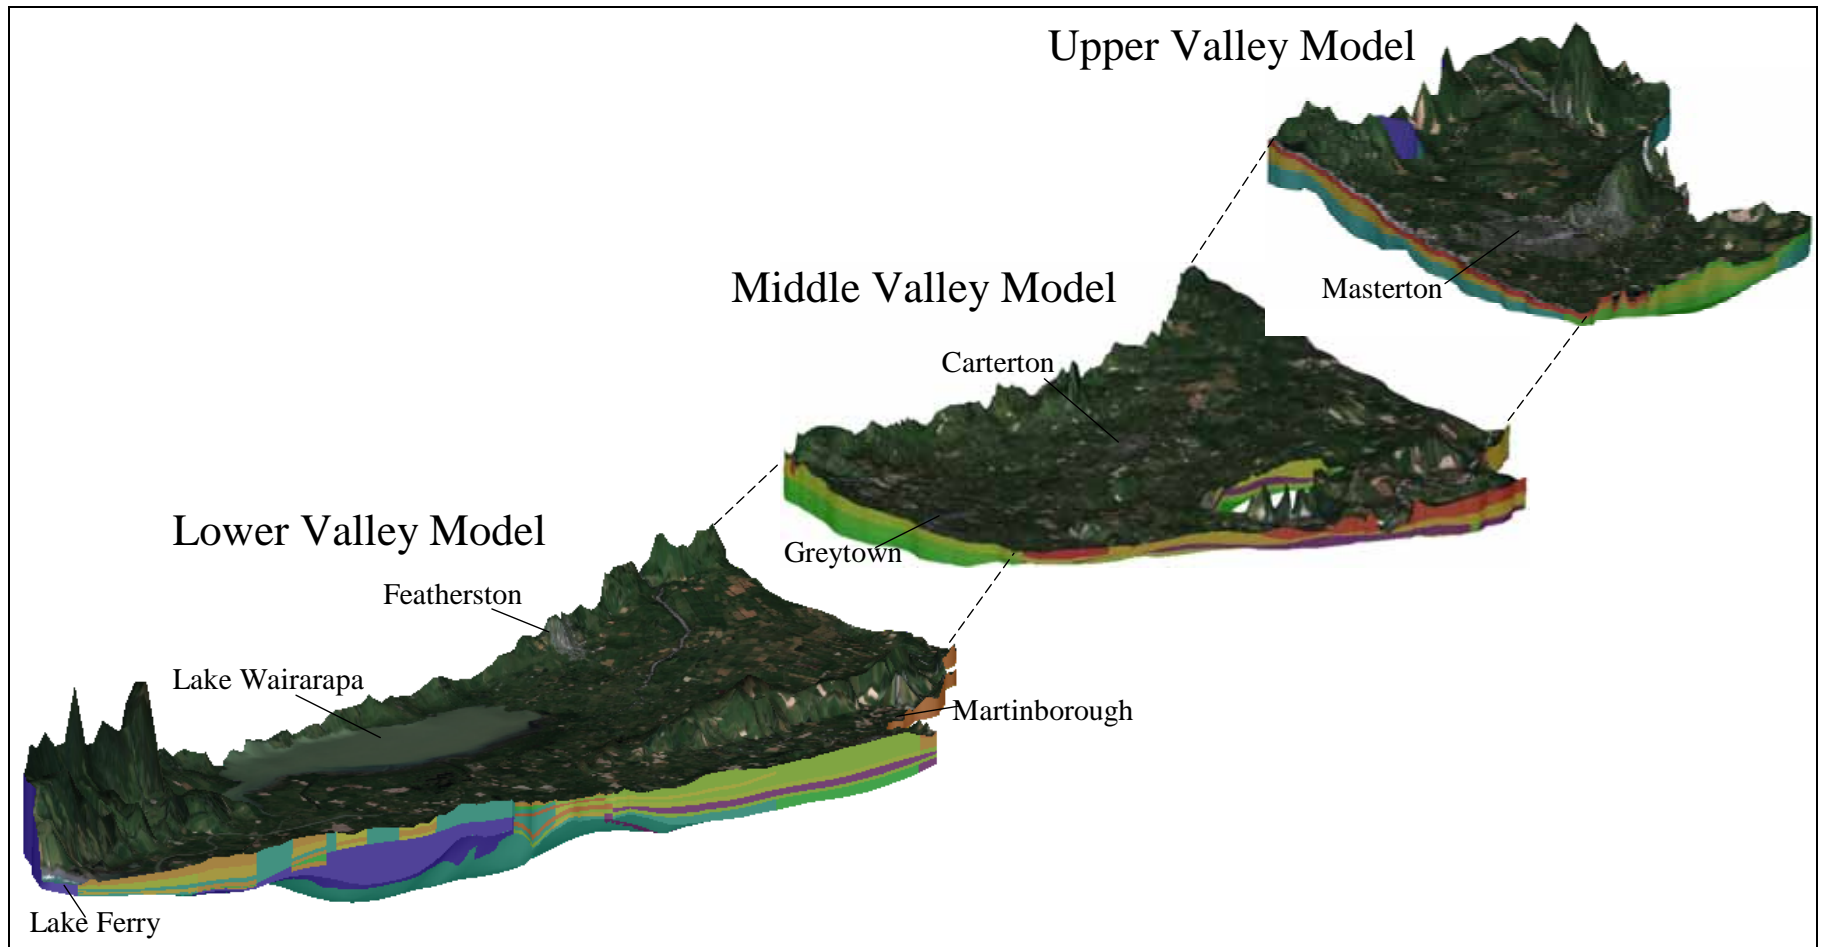 Upper Valley Model
Masterton
Middle Valley Model
Carterton
Greytown
Lower Valley Model
Featherston
Lake Wairarapa
Martinborough
Lake Ferry